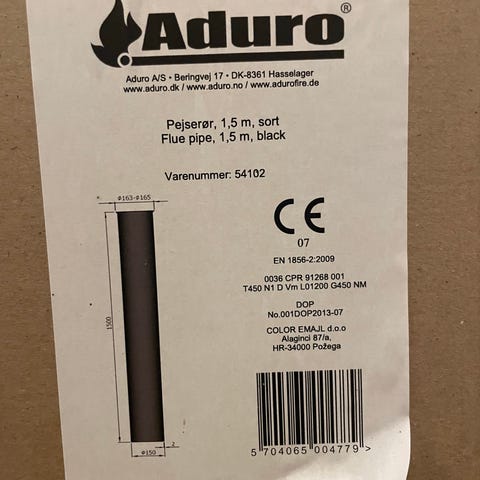 Aduro®
Aduro A/S • Beringvej 17 • DK-8361 Hasselager
www.aduro.dk / www.aduro.no / www.adurofire.de
Pejserør, 1,5 m, sort
Flue pipe, 1,5 m, black
Varenummer: 54102
Φ163-Φ165
CE
07
EN 1856-2:2009
0036 CPR 91268 001
T450 N1 D Vm L01200 G450 NM
1500
DOP
No.001DOP2013-07
COLOR EMAJL d.o.o
Alaginci 87/a,
HR-34000 Požega
Φ150
2
5 704065 004779 >